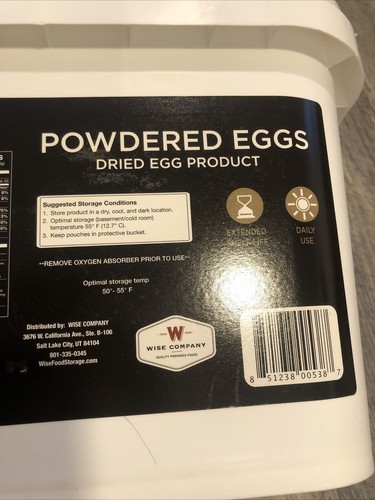 POWDERED EGGS
DRIED EGG PRODUCT
Suggested Storage Conditions
1. Store product in a dry, cool, and dark location.
2. Optimal storage (basement/cold room)
temperature 55° F (12.7° C).
3. Keep pouches in protective bucket.
EXTENDED
DAILY
USE
**REMOVE OXYGEN ABSORBER PRIOR TO USE**
Optimal storage temp
50°- 55° F
Distributed by: WISE COMPANY
3676 W. California Ave., Ste. B-106
Salt Lake City, UT 84104
801-335-0345
WiseFoodStorage.com
W
WISE COMPANY
QUALITY PREPARED FOODS
8 51238 00538 7